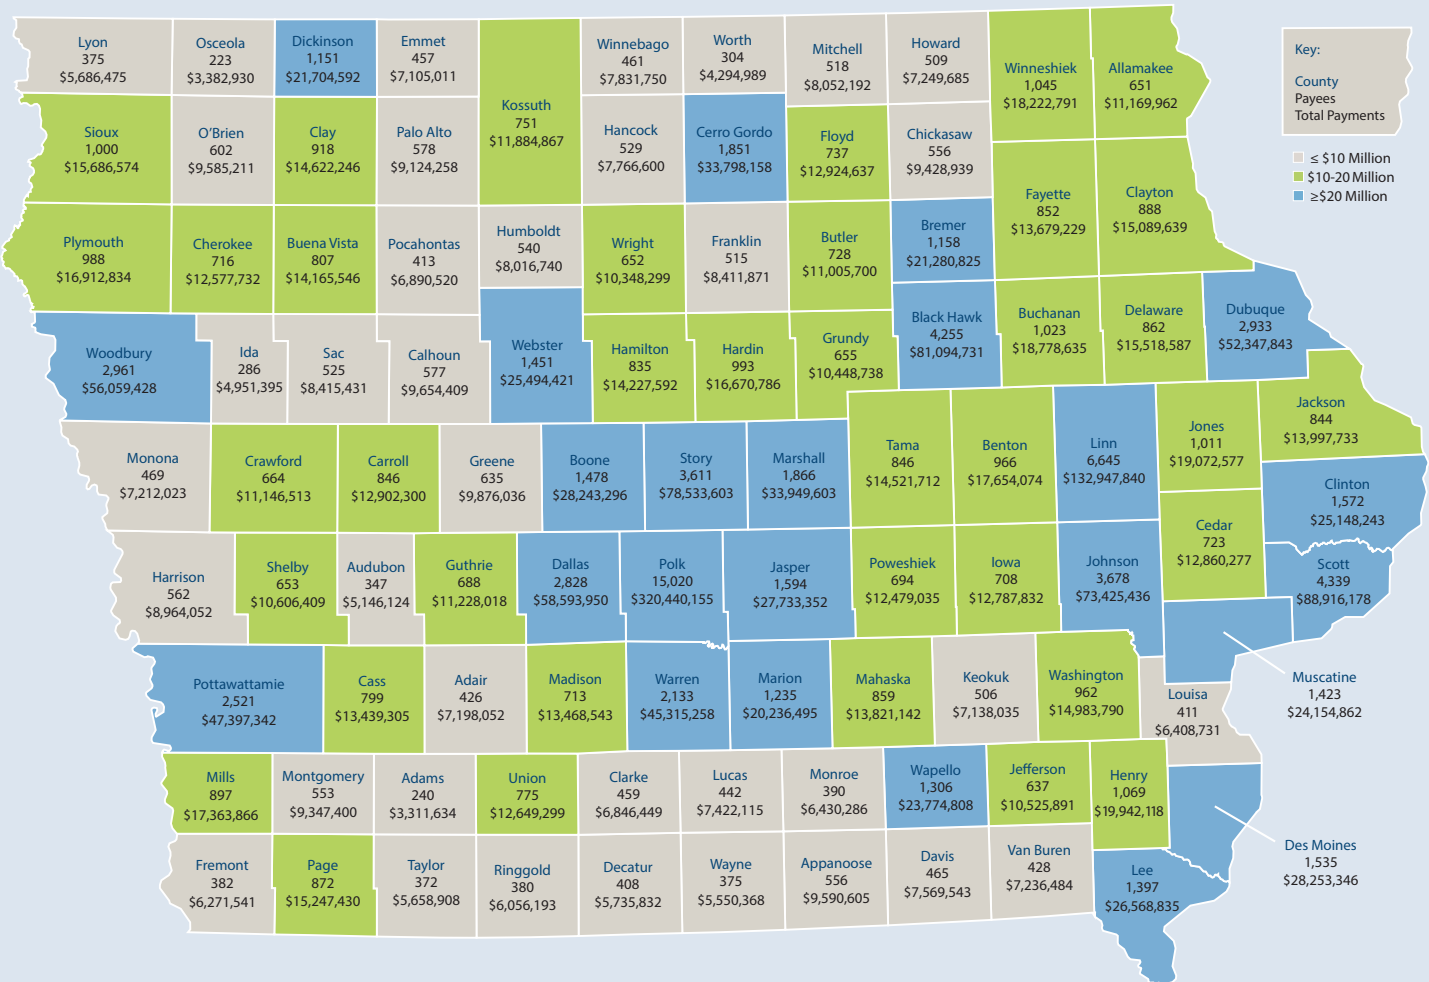 Lyon
375
$5,686,475
Osceola
223
$3,382,930
Dickinson
1,151
$21,704,592
Emmet
457
$7,105,011
Kossuth
751
$11,884,867
Winnebago
461
$7,831,750
Worth
304
$4,294,989
Mitchell
518
$8,052,192
Howard
509
$7,249,685
Winneshiek
1,045
$18,222,791
Allamakee
651
$11,169,962
Key:
County
Payees
Total Payments
≤ $10 Million
$10-20 Million
≥$20 Million
Sioux
1,000
$15,686,574
O'Brien
602
$9,585,211
Clay
918
$14,622,246
Palo Alto
578
$9,124,258
Hancock
529
$7,766,600
Cerro Gordo
1,851
$33,798,158
Floyd
737
$12,924,637
Chickasaw
556
$9,428,939
Fayette
852
$13,679,229
Clayton
888
$15,089,639
Plymouth
988
$16,912,834
Cherokee
716
$12,577,732
Buena Vista
807
$14,165,546
Pocahontas
413
$6,890,520
Humboldt
540
$8,016,740
Wright
652
$10,348,299
Franklin
515
$8,411,871
Butler
728
$11,005,700
Bremer
1,158
$21,280,825
Woodbury
2,961
$56,059,428
Ida
286
$4,951,395
Sac
525
$8,415,431
Calhoun
577
$9,654,409
Webster
1,451
$25,494,421
Hamilton
835
$14,227,592
Hardin
993
$16,670,786
Grundy
655
$10,448,738
Black Hawk
4,255
$81,094,731
Buchanan
1,023
$18,778,635
Delaware
862
$15,518,587
Dubuque
2,933
$52,347,843
Monona
469
$7,212,023
Crawford
664
$11,146,513
Carroll
846
$12,902,300
Greene
635
$9,876,036
Boone
1,478
$28,243,296
Story
3,611
$78,533,603
Marshall
1,866
$33,949,603
Tama
846
$14,521,712
Benton
966
$17,654,074
Linn
6,645
$132,947,840
Jones
1,011
$19,072,577
Jackson
844
$13,997,733
Clinton
1,572
$25,148,243
Cedar
723
$12,860,277
Harrison
562
$8,964,052
Shelby
653
$10,606,409
Audubon
347
$5,146,124
Guthrie
688
$11,228,018
Dallas
2,828
$58,593,950
Polk
15,020
$320,440,155
Jasper
1,594
$27,733,352
Poweshiek
694
$12,479,035
Iowa
708
$12,787,832
Johnson
3,678
$73,425,436
Scott
4,339
$88,916,178
Pottawattamie
2,521
$47,397,342
Cass
799
$13,439,305
Adair
426
$7,198,052
Madison
713
$13,468,543
Warren
2,133
$45,315,258
Marion
1,235
$20,236,495
Mahaska
859
$13,821,142
Keokuk
506
$7,138,035
Washington
962
$14,983,790
Louisa
411
$6,408,731
Muscatine
1,423
$24,154,862
Mills
897
$17,363,866
Montgomery
553
$9,347,400
Adams
240
$3,311,634
Union
775
$12,649,299
Clarke
459
$6,846,449
Lucas
442
$7,422,115
Monroe
390
$6,430,286
Wapello
1,306
$23,774,808
Jefferson
637
$10,525,891
Henry
1,069
$19,942,118
Des Moines
1,535
$28,253,346
Fremont
382
$6,271,541
Page
872
$15,247,430
Taylor
372
$5,658,908
Ringgold
380
$6,056,193
Decatur
408
$5,735,832
Wayne
375
$5,550,368
Appanoose
556
$9,590,605
Davis
465
$7,569,543
Van Buren
428
$7,236,484
Lee
1,397
$26,568,835